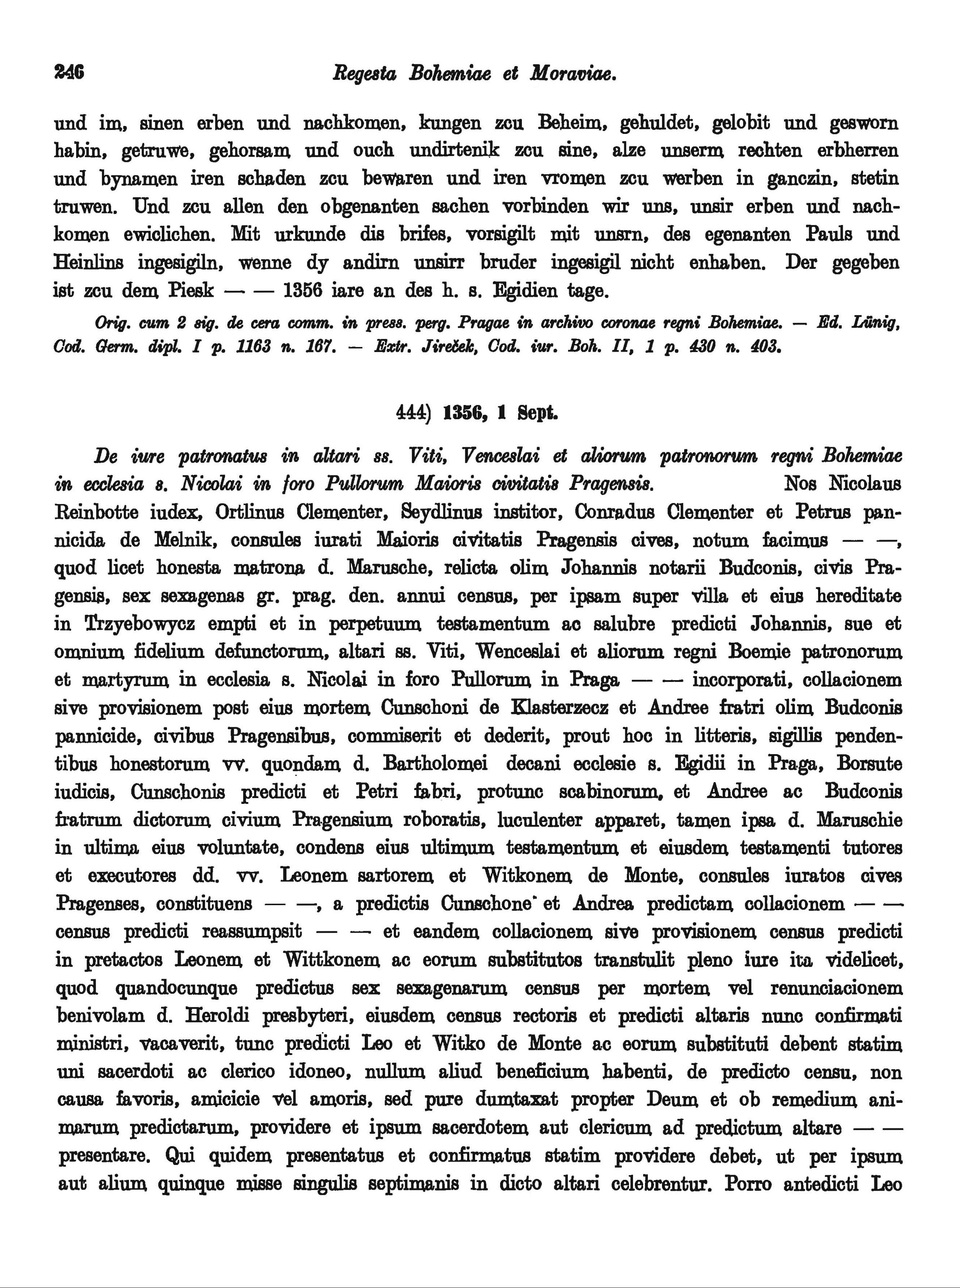 246 Regesta Bohemiae et Moraviae.
und im, sinen erben und nachkomen, kungen zcu Beheim, gehuldet, gelobit und gesworn
habin, getruwe, gehorsam und ouch undirtenik zcu sine, alze unserm rechten erbherren
und bynamen iren schaden zcu bewaren und iren vromen zcu werben in ganczin, stetin
truwen. Und zcu allen den obgenanten sachen vorbinden wir uns, unsir erben und nach-
komen ewiclichen. Mit urkunde dis brifes, vorsigilt mit unsrn, des egenanten Pauls und
Heinlins ingesigiln, wenne dy andirn unsirr bruder ingesigil nicht enhaben. Der gegeben
ist zcu dem Piesk — — 1356 iare an des h. s. Egidien tage.
Orig. cum 2 sig. de cera comm. in press. perg. Pragae in archivo coronae regni Bohemiae. — Ed. Lünig,
Cod. Germ. dipl. I p. 1163 n. 167. — Extr. Jireček, Cod. iur. Boh. II, 1 p. 430 n. 403.
444) 1356, 1 Sept.
De iure patronatus in altari ss. Viti, Venceslai et aliorum patronorum regni Bohemiae
in ecclesia s. Nicolai in foro Pullorum Maioris civitatis Pragensis. Nos Nicolaus
Reinbotte iudex, Ortlinus Clementer, Seydlinus institor, Conradus Clementer et Petrus pan-
nicida de Melnik, consules iurati Maioris civitatis Pragensis cives, notum facimus — —,
quod licet honesta matrona d. Marusche, relicta olim Johannis notarii Budconis, civis Pra-
gensis, sex sexagenas gr. prag. den. annui census, per ipsam super villa et eius hereditate
in Trzyebowycz empti et in perpetuum testamentum ac salubre predicti Johannis, sue et
omnium fidelium defunctorum, altari ss. Viti, Wenceslai et aliorum regni Boemie patronorum
et martyrum in ecclesia s. Nicolai in foro Pullorum in Praga — — incorporati, collacionem
sive provisionem post eius mortem Cunschoni de Klasterzecz et Andree fratri olim Budconis
pannicide, civibus Pragensibus, commiserit et dederit, prout hoc in litteris, sigillis penden-
tibus honestorum vv. quondam d. Bartholomei decani ecclesie s. Egidii in Praga, Borsute
iudicis, Cunschonis predicti et Petri fabri, protunc scabinorum, et Andree ac Budconis
fratrum dictorum civium Pragensium roboratis, luculenter apparet, tamen ipsa d. Maruschie
in ultima eius voluntate, condens eius ultimum testamentum et eiusdem testamenti tutores
et executores dd. vv. Leonem sartorem et Witkonem de Monte, consules iuratos cives
Pragenses, constituens — —, a predictis Cunschone et Andrea predictam collacionem — —
census predicti reassumpsit — — et eandem collacionem sive provisionem census predicti
in pretactos Leonem et Wittkonem ac eorum substitutos transtulit pleno iure ita videlicet,
quod quandocunque predictus sex sexagenarum census per mortem vel renunciacionem
benivolam d. Heroldi presbyteri, eiusdem census rectoris et predicti altaris nunc confirmati
ministri, vacaverit, tunc predicti Leo et Witko de Monte ac eorum substituti debent statim
uni sacerdoti ac clerico idoneo, nullum aliud beneficium habenti, de predicto censu, non
causa favoris, amicicie vel amoris, sed pure dumtaxat propter Deum et ob remedium ani-
marum predictarum, providere et ipsum sacerdotem aut clericum ad predictum altare — —
presentare. Qui quidem presentatus et confirmatus statim providere debet, ut per ipsum
aut alium quinque misse singulis septimanis in dicto altari celebrentur. Porro antedicti Leo